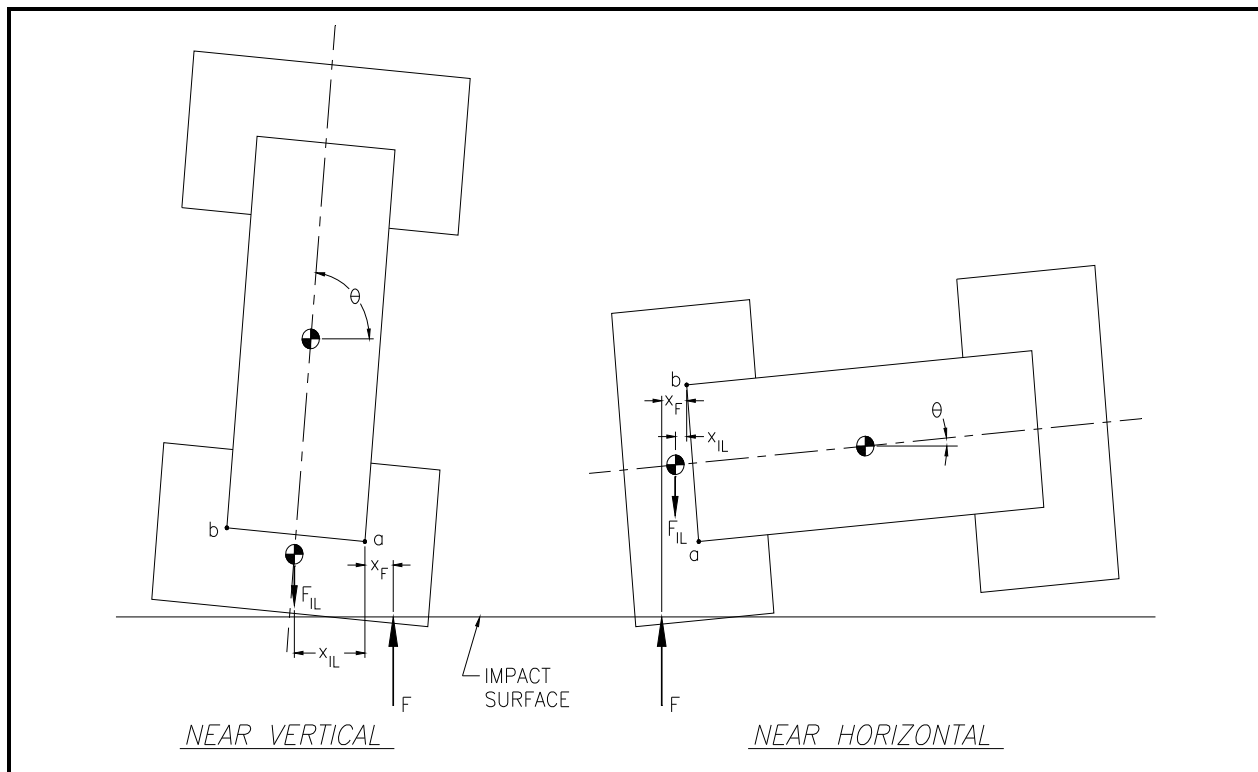 θ
b
a
x_F
F_IL
x_IL
F
IMPACT
SURFACE
NEAR VERTICAL
b
x_F
x_IL
θ
F_IL
a
F
NEAR HORIZONTAL